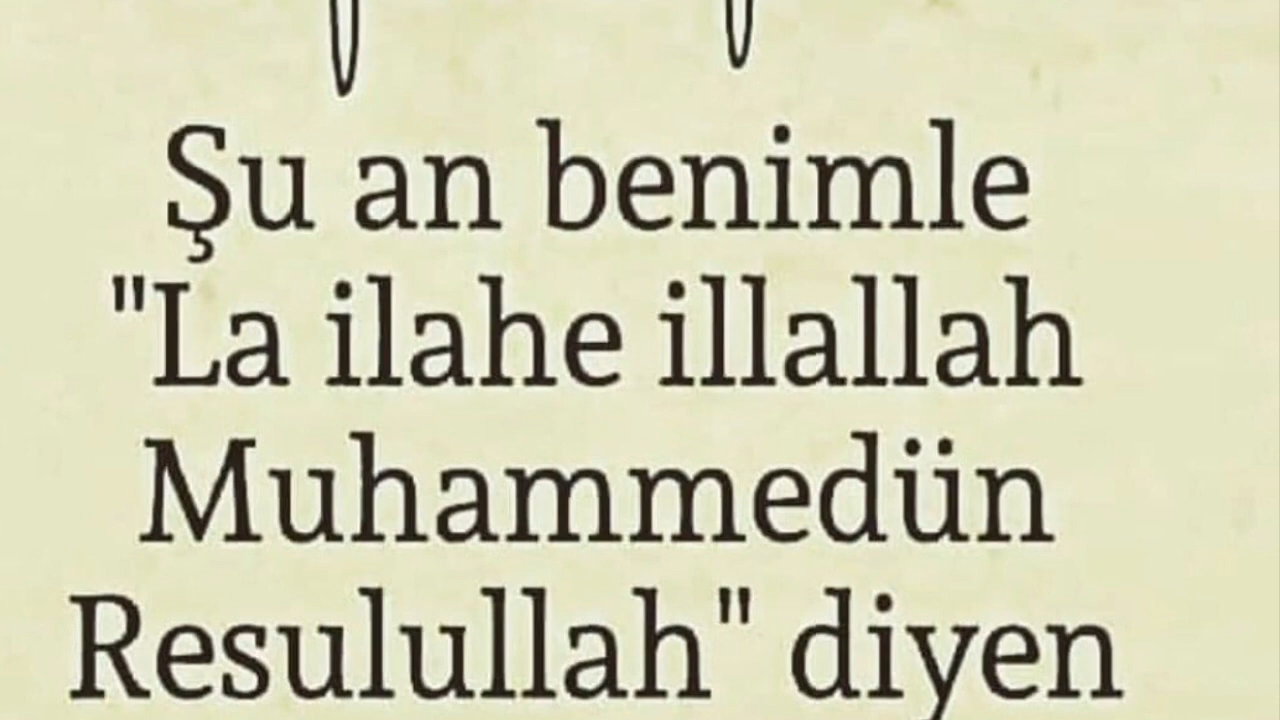 Şu an benimle
"La ilahe illallah
Muhammedün
Resulullah" diyen